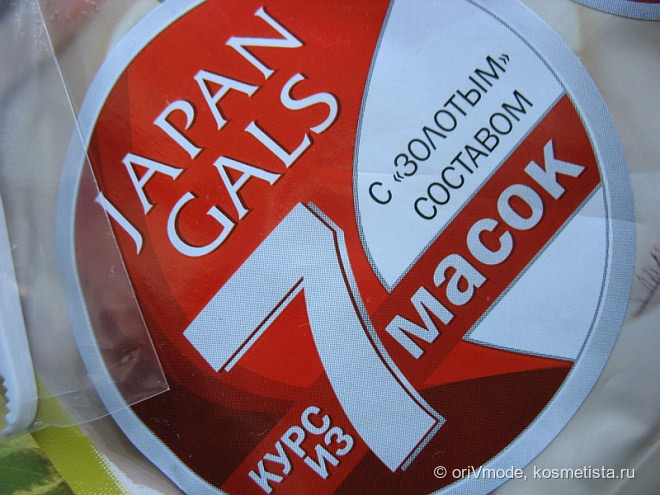 JAPAN
GALS
С «ЗОЛОТЫМ»
СОСТАВОМ
КУРС
ИЗ
7
масок
© oriVmode, kosmetista.ru